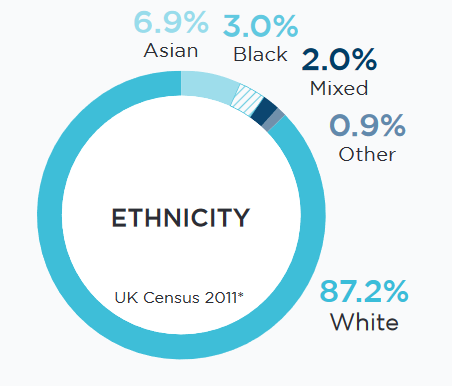 6.9%
Asian
3.0%
Black
2.0%
Mixed
0.9%
Other
ETHNICITY
UK Census 2011*
87.2%
White